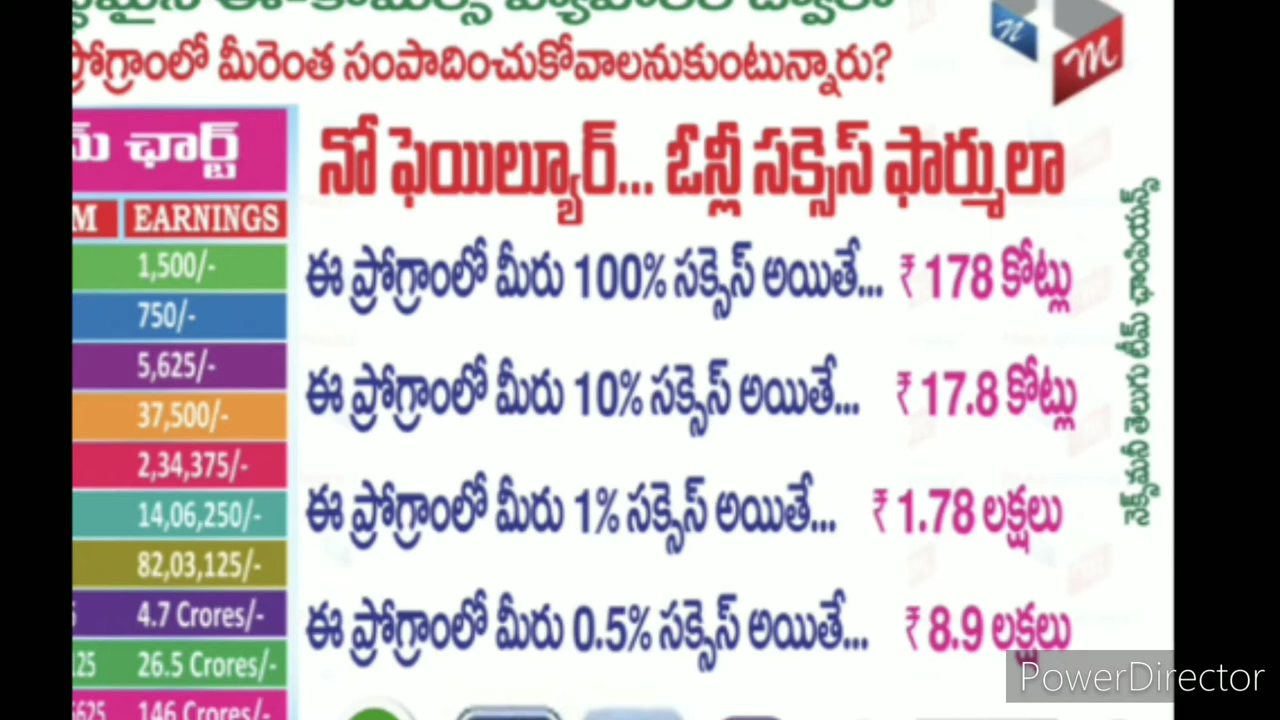 ప్రోగ్రాంలో మీరెంత సంపాదించుకోవాలనుకుంటున్నారు?
n
m
చార్ట్
నో ఫెయిల్యూర్... ఓన్లీ సక్సెస్ ఫార్ములా
M EARNINGS
1,500/-
ఈ ప్రోగ్రాంలో మీరు 100% సక్సెస్ అయితే... ₹ 178 కోట్లు
750/-
5,625/-
ఈ ప్రోగ్రాంలో మీరు 10% సక్సెస్ అయితే... ₹ 17.8 కోట్లు
37,500/-
2,34,375/-
14,06,250/-
ఈ ప్రోగ్రాంలో మీరు 1% సక్సెస్ అయితే... ₹ 1.78 లక్షలు
82,03,125/-
4.7 Crores/-
ఈ ప్రోగ్రాంలో మీరు 0.5% సక్సెస్ అయితే... ₹ 8.9 లక్షలు
125 26.5 Crores/-
5625 146 Crores/-
నెక్స్‌మనీ తెలుగు టీమ్ ఛాంపియన్స్
PowerDirector